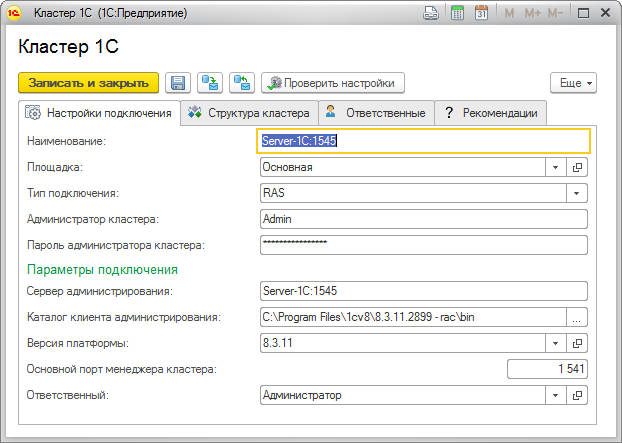 Кластер 1С (1С:Предприятие)
M M+ M-
Кластер 1С
Записать и закрыть Проверить настройки Еще
Настройки подключения Структура кластера Ответственные ? Рекомендации
Наименование: Server-1C:1545
Площадка: Основная
Тип подключения: RAS
Администратор кластера: Admin
Пароль администратора кластера: ***************
Параметры подключения
Сервер администрирования: Server-1C:1545
Каталог клиента администрирования: C:\Program Files\1cv8\8.3.11.2899 - rac\bin ...
Версия платформы: 8.3.11
Основной порт менеджера кластера: 1 541
Ответственный: Администратор